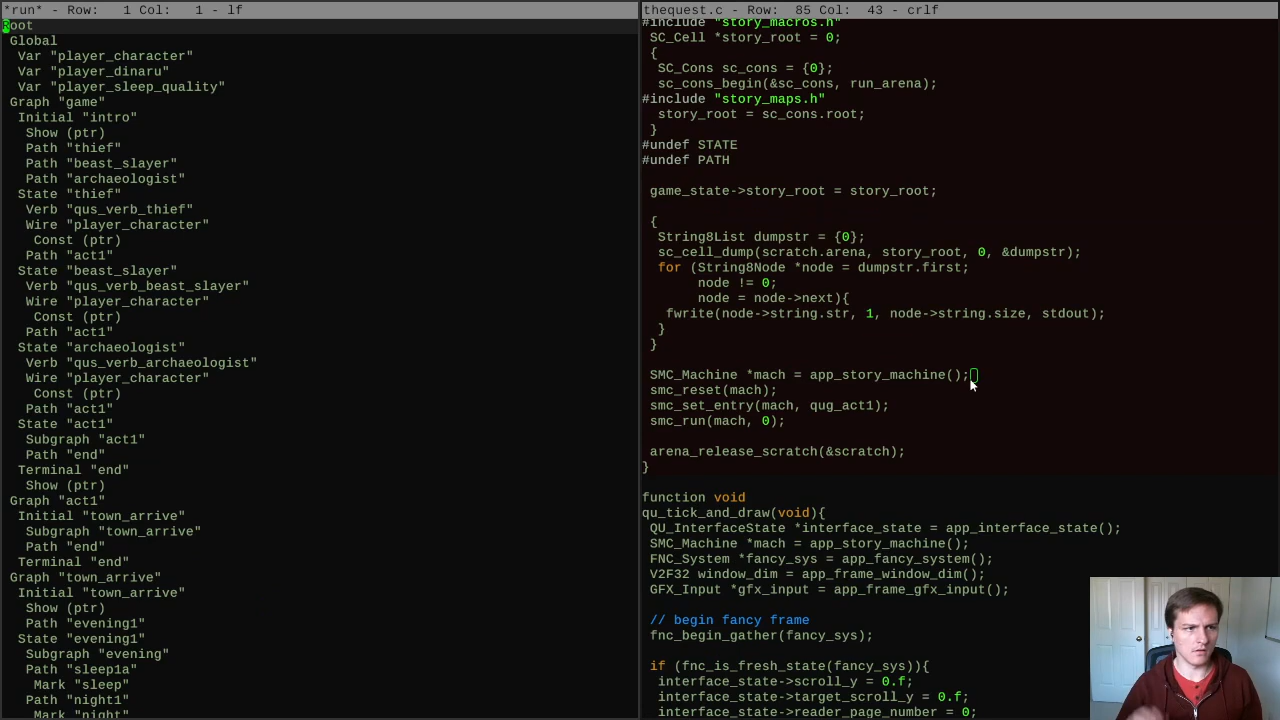 *run* - Row:  1 Col:  1 - lf
Root
 Global
  Var "player_character"
  Var "player_dinaru"
  Var "player_sleep_quality"
 Graph "game"
  Initial "intro"
   Show (ptr)
   Path "thief"
   Path "beast_slayer"
   Path "archaeologist"
  State "thief"
   Verb "qus_verb_thief"
   Wire "player_character"
    Const (ptr)
   Path "act1"
  State "beast_slayer"
   Verb "qus_verb_beast_slayer"
   Wire "player_character"
    Const (ptr)
   Path "act1"
  State "archaeologist"
   Verb "qus_verb_archaeologist"
   Wire "player_character"
    Const (ptr)
   Path "act1"
  State "act1"
   Subgraph "act1"
   Path "end"
  Terminal "end"
   Show (ptr)
 Graph "act1"
  Initial "town_arrive"
   Subgraph "town_arrive"
   Path "end"
  Terminal "end"
 Graph "town_arrive"
  Initial "town_arrive"
   Show (ptr)
   Path "evening1"
  State "evening1"
   Subgraph "evening"
   Path "sleep1a"
    Mark "sleep"
   Path "night1"
    Mark "night"
thequest.c - Row:  85 Col:  43 - crlf
#include "story_macros.h"
 SC_Cell *story_root = 0;
 {
  SC_Cons sc_cons = {0};
  sc_cons_begin(&sc_cons, run_arena);
#include "story_maps.h"
  story_root = sc_cons.root;
 }
#undef STATE
#undef PATH
 game_state->story_root = story_root;
 {
  String8List dumpstr = {0};
  sc_cell_dump(scratch.arena, story_root, 0, &dumpstr);
  for (String8Node *node = dumpstr.first;
       node != 0;
       node = node->next){
   fwrite(node->string.str, 1, node->string.size, stdout);
  }
 }
 SMC_Machine *mach = app_story_machine();
 smc_reset(mach);
 smc_set_entry(mach, qug_act1);
 smc_run(mach, 0);
 arena_release_scratch(&scratch);
}
function void
qu_tick_and_draw(void){
 QU_InterfaceState *interface_state = app_interface_state();
 SMC_Machine *mach = app_story_machine();
 FNC_System *fancy_sys = app_fancy_system();
 V2F32 window_dim = app_frame_window_dim();
 GFX_Input *gfx_input = app_frame_gfx_input();
 // begin fancy frame
 fnc_begin_gather(fancy_sys);
 if (fnc_is_fresh_state(fancy_sys)){
  interface_state->scroll_y = 0.f;
  interface_state->target_scroll_y = 0.f;
  interface_state->reader_page_number = 0;